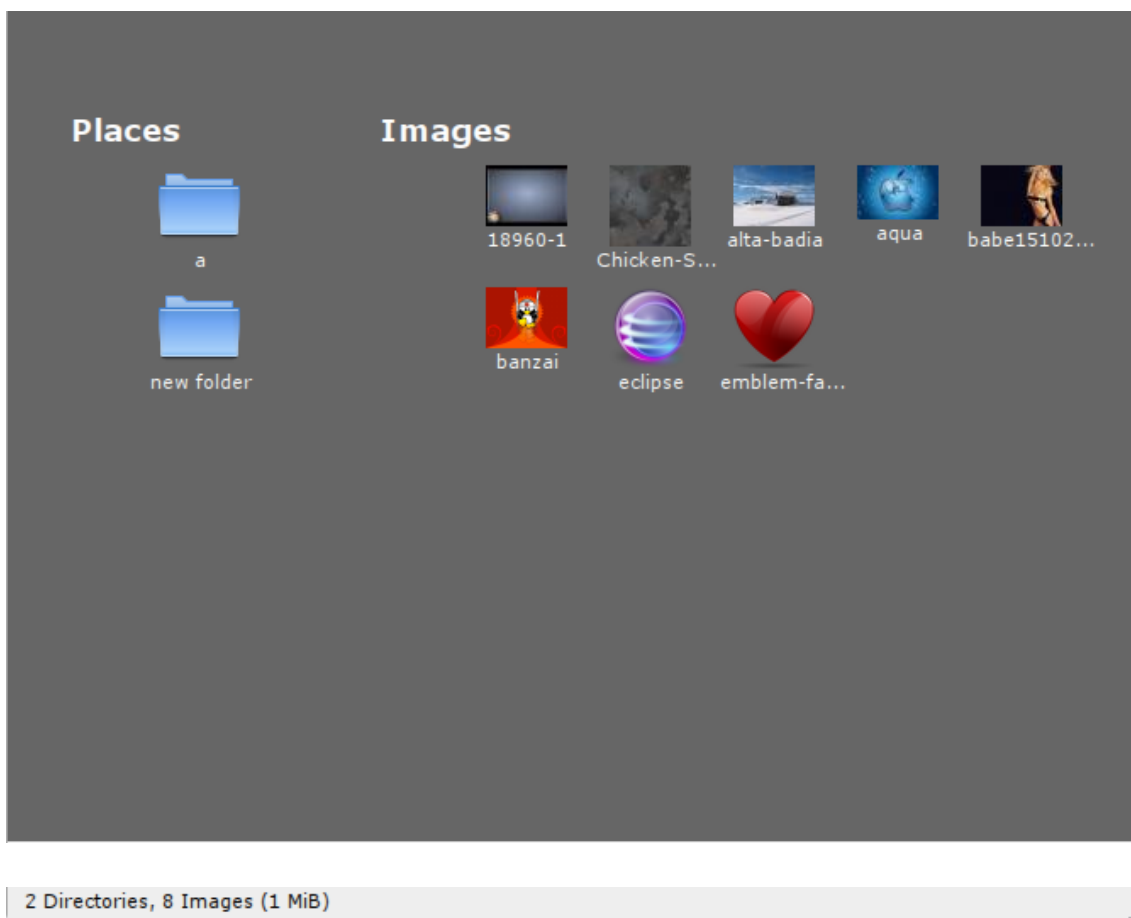 Places
Images
a
new folder
18960-1
Chicken-S...
alta-badia
aqua
babe15102...
banzai
eclipse
emblem-fa...
2 Directories, 8 Images (1 MiB)